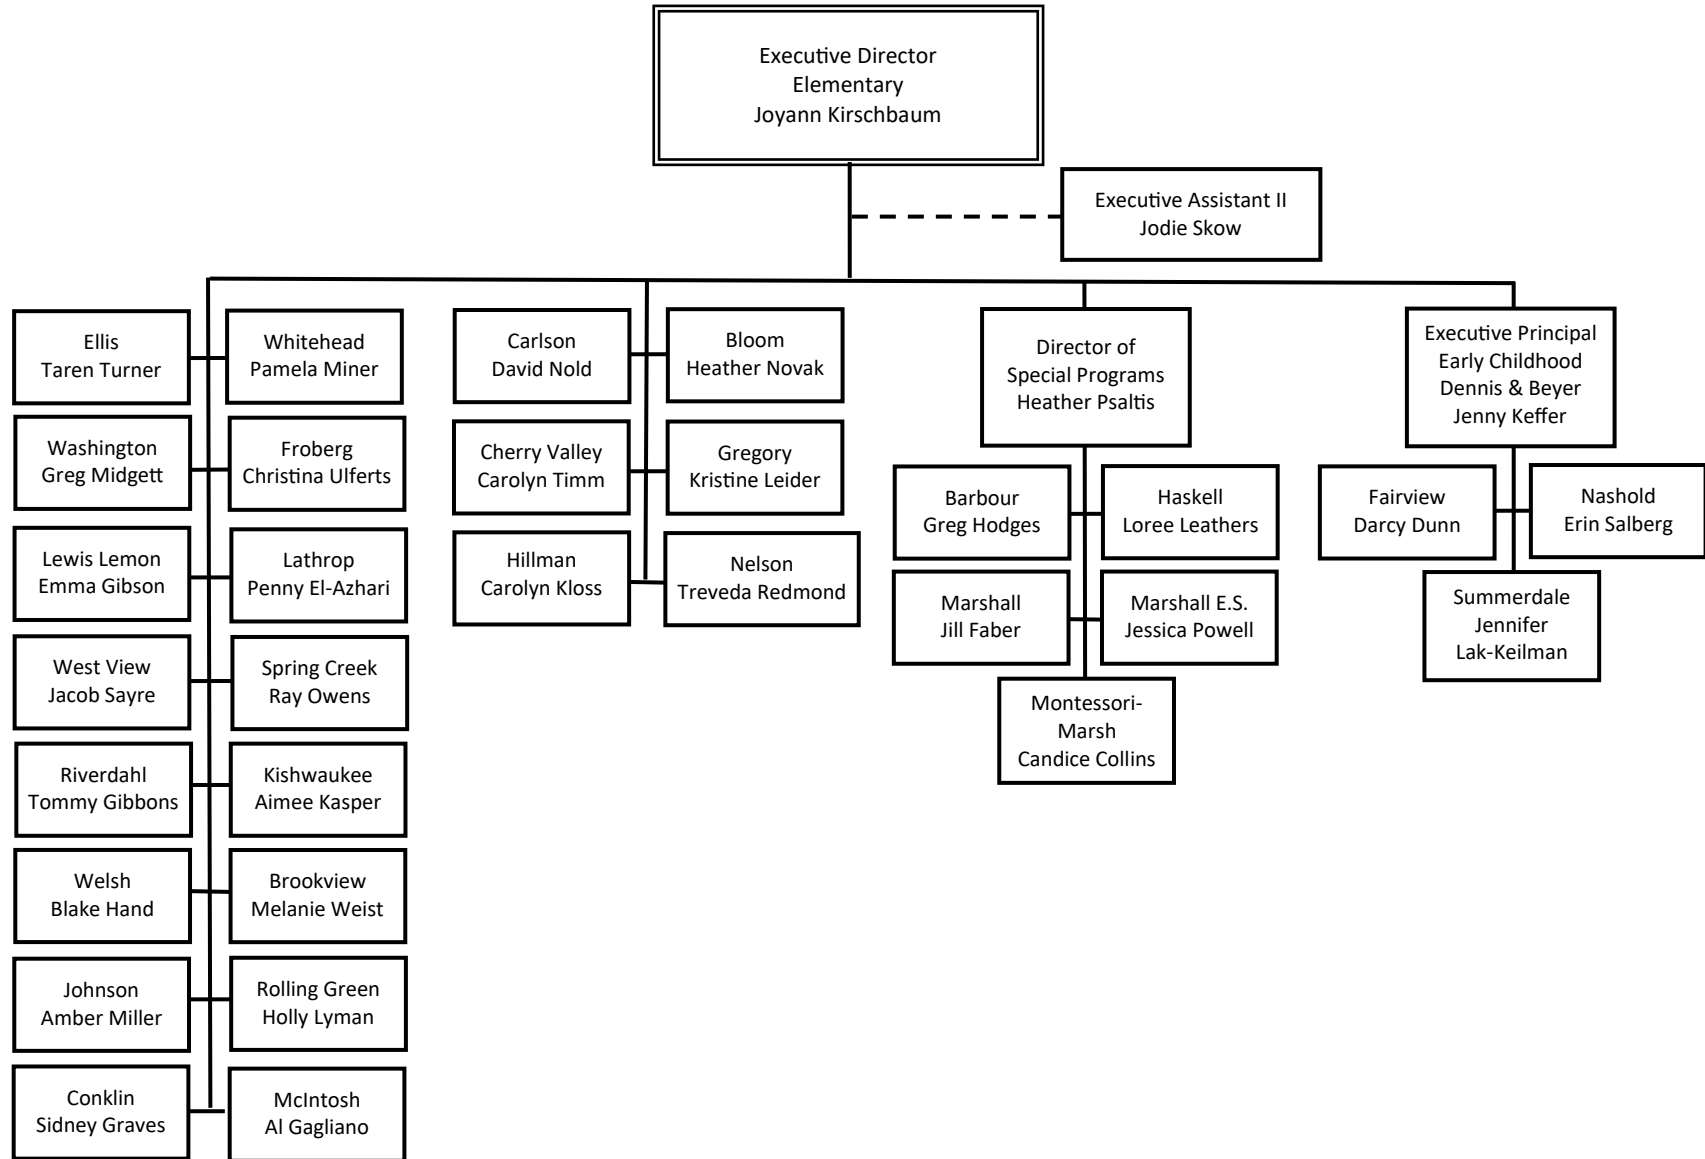 Executive Director
Elementary
Joyann Kirschbaum
Executive Assistant II
Jodie Skow
Ellis
Taren Turner
Whitehead
Pamela Miner
Washington
Greg Midgett
Froberg
Christina Ulferts
Lewis Lemon
Emma Gibson
Lathrop
Penny El-Azhari
West View
Jacob Sayre
Spring Creek
Ray Owens
Riverdahl
Tommy Gibbons
Kishwaukee
Aimee Kasper
Welsh
Blake Hand
Brookview
Melanie Weist
Johnson
Amber Miller
Rolling Green
Holly Lyman
Conklin
Sidney Graves
McIntosh
Al Gagliano
Carlson
David Nold
Bloom
Heather Novak
Cherry Valley
Carolyn Timm
Gregory
Kristine Leider
Hillman
Carolyn Kloss
Nelson
Treveda Redmond
Director of
Special Programs
Heather Psaltis
Barbour
Greg Hodges
Haskell
Loree Leathers
Marshall
Jill Faber
Marshall E.S.
Jessica Powell
Montessori-
Marsh
Candice Collins
Executive Principal
Early Childhood
Dennis & Beyer
Jenny Keffer
Fairview
Darcy Dunn
Nashold
Erin Salberg
Summerdale
Jennifer
Lak-Keilman